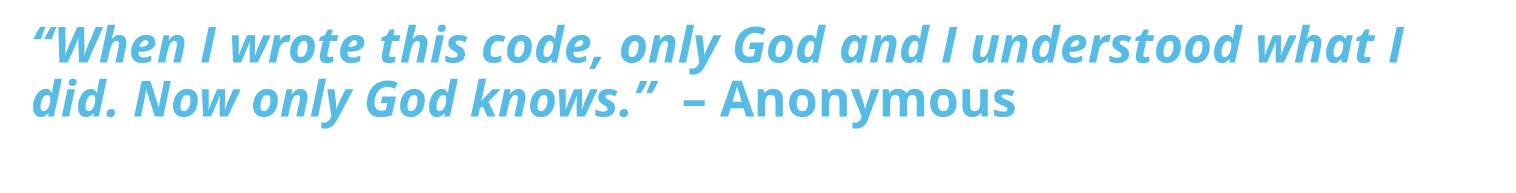 “When I wrote this code, only God and I understood what I
did. Now only God knows.”  – Anonymous